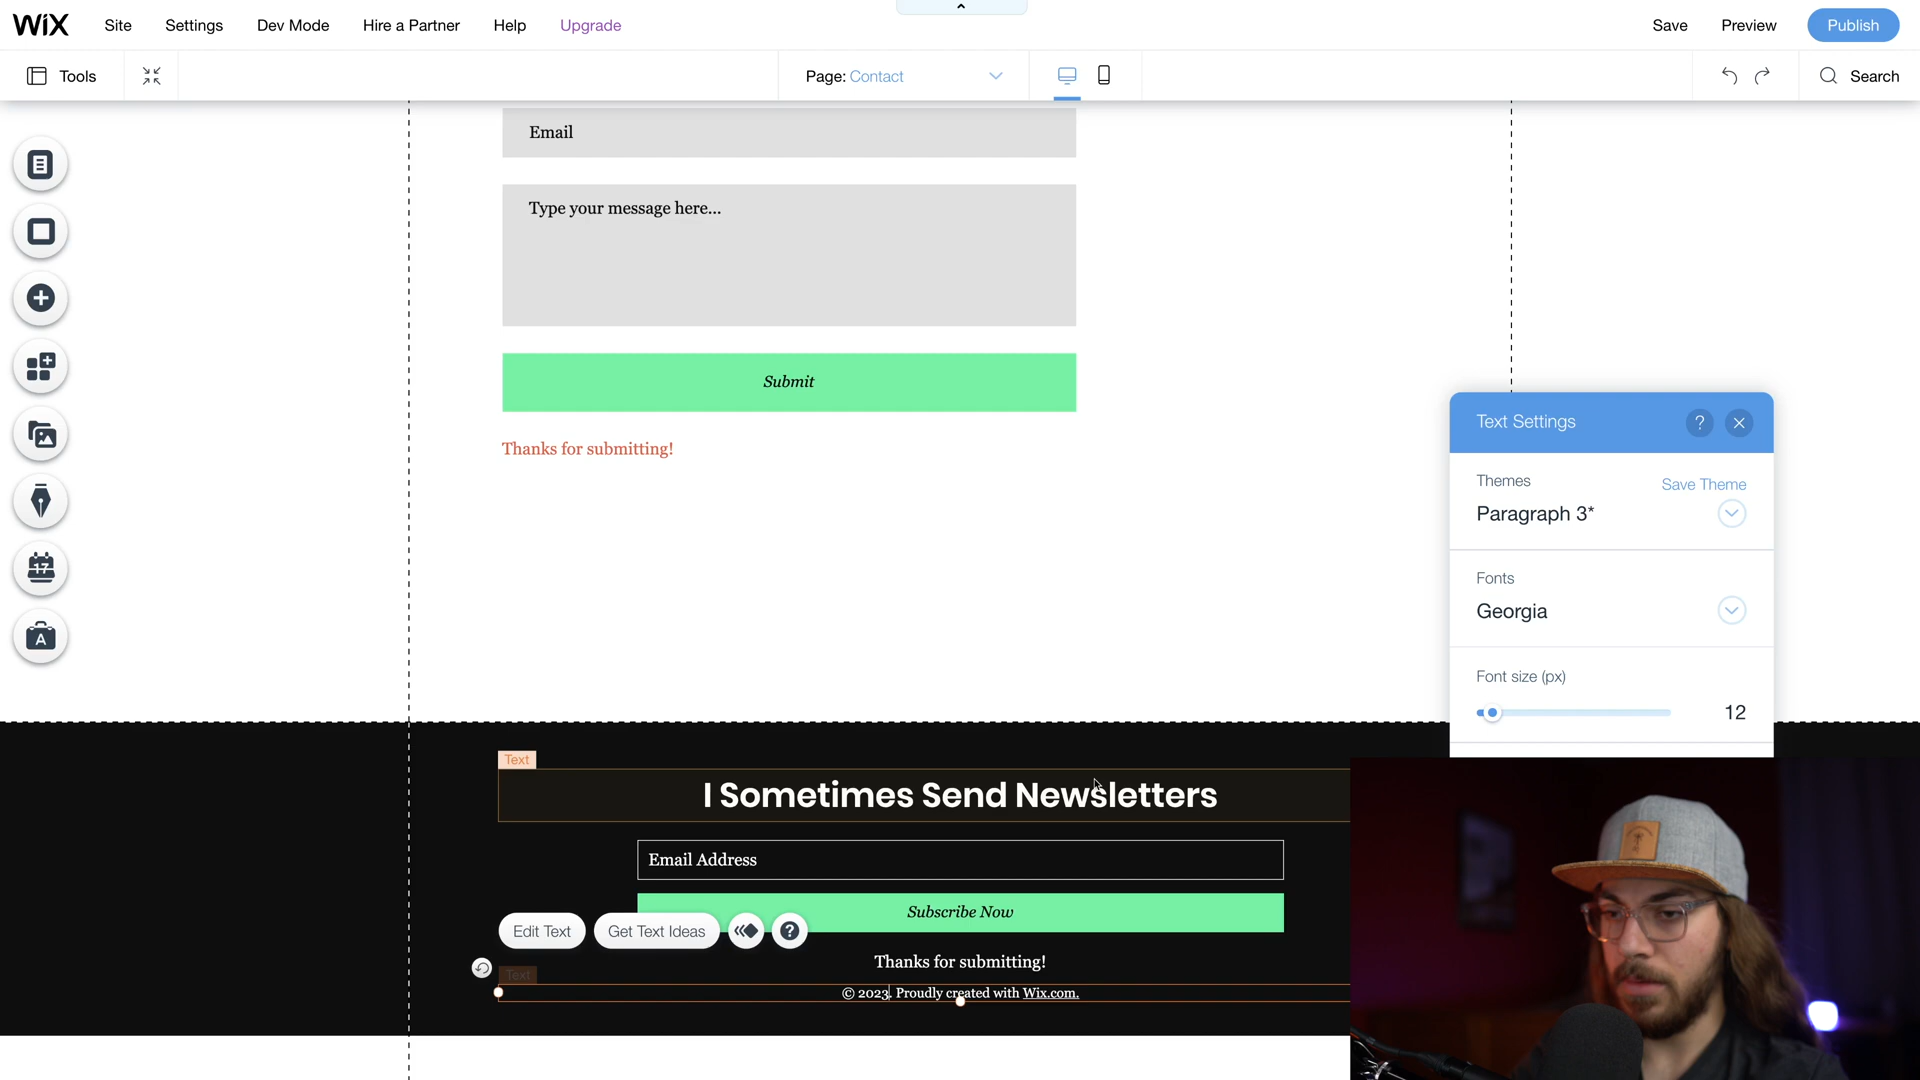 WiX Site Settings Dev Mode Hire a Partner Help Upgrade Save Preview Publish
Tools Page: Contact Search
Email
Type your message here...
17
Submit
A
Thanks for submitting!
Text Settings ?
Themes Save Theme
Paragraph 3*
Fonts
Georgia
Font size (px)
12
Text
I Sometimes Send Newsletters
Email Address
Subscribe Now
Edit Text Get Text Ideas ?
Thanks for submitting!
Text
© 2023. Proudly created with Wix.com.